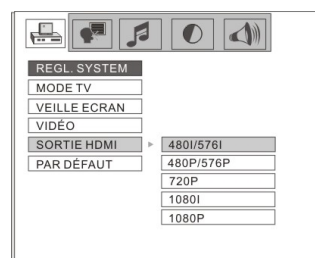 REGL. SYSTEM
MODE TV
VEILLE ECRAN
VIDÉO
SORTIE HDMI
PAR DÉFAUT
480I/576I
480P/576P
720P
1080I
1080P